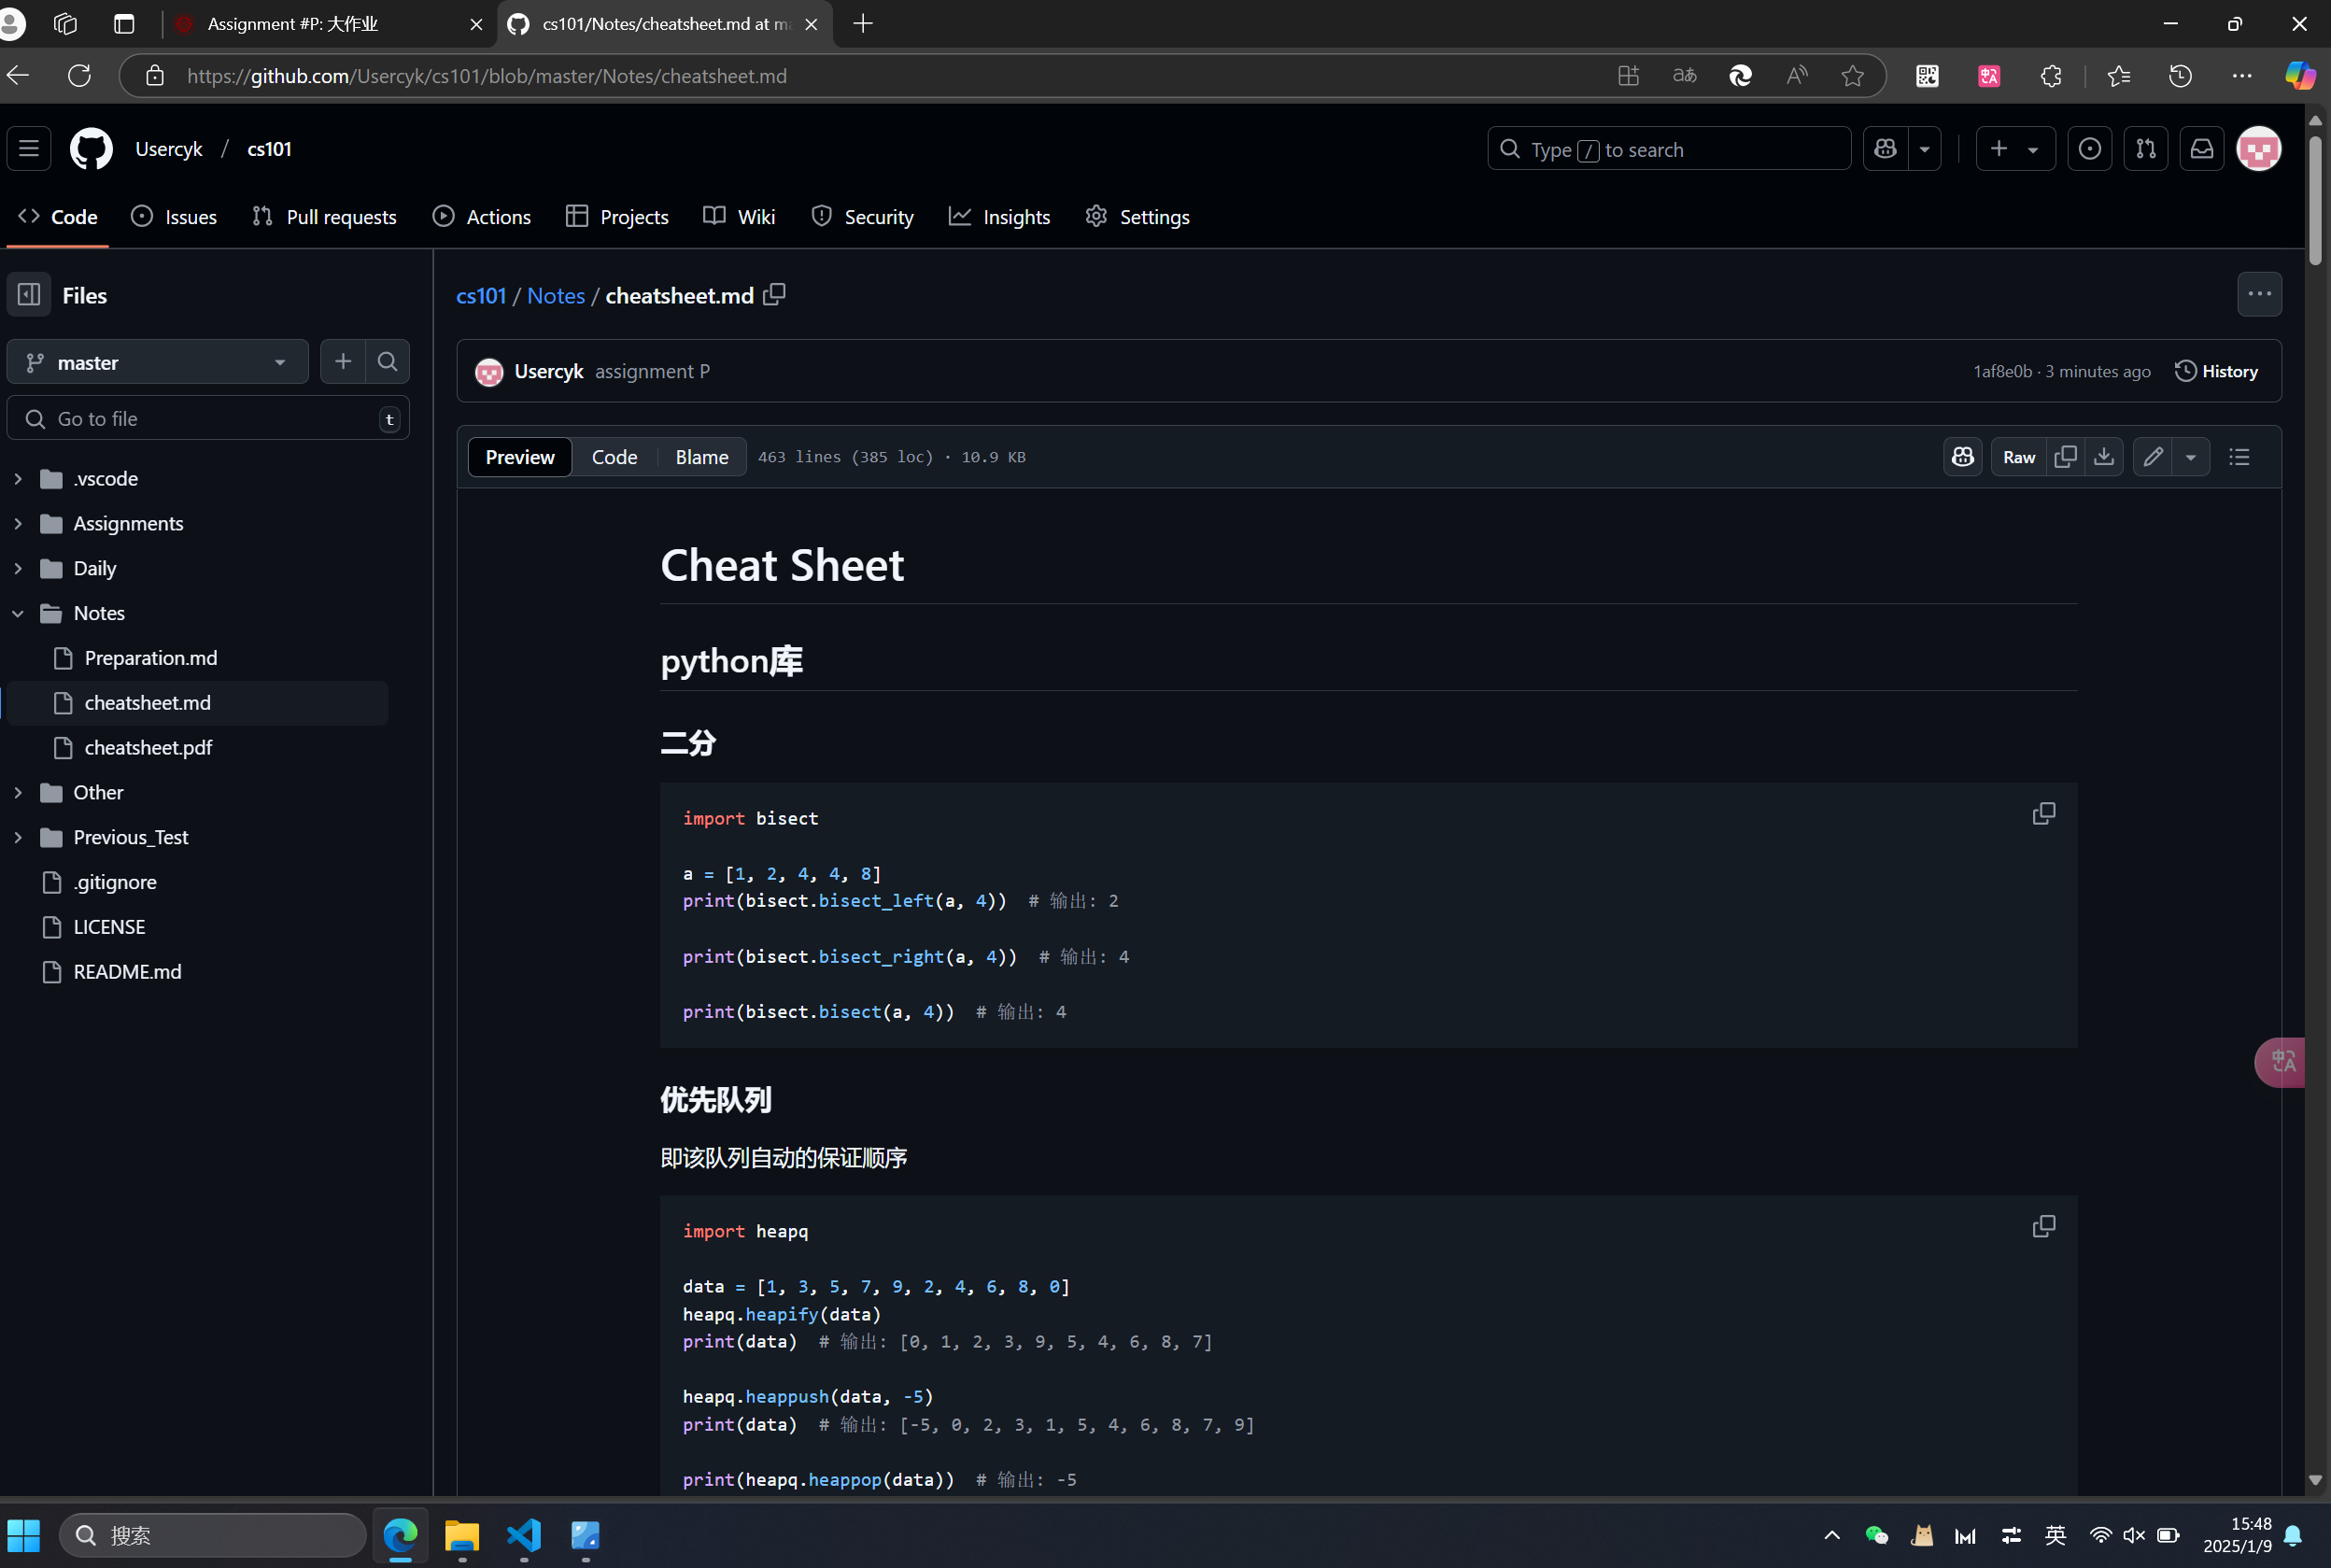 Assignment #P: 大作业
cs101/Notes/cheatsheet.md at ma
https://github.com/Usercyk/cs101/blob/master/Notes/cheatsheet.md
Usercyk / cs101
Type / to search
Code
Issues
Pull requests
Actions
Projects
Wiki
Security
Insights
Settings
Files
master
Go to file
t
.vscode
Assignments
Daily
Notes
Preparation.md
cheatsheet.md
cheatsheet.pdf
Other
Previous_Test
.gitignore
LICENSE
README.md
cs101 / Notes / cheatsheet.md
Usercyk assignment P
1af8e0b · 3 minutes ago
History
Preview
Code
Blame
463 lines (385 loc) · 10.9 KB
Raw
Cheat Sheet
python库
二分
import bisect
a = [1, 2, 4, 4, 8]
print(bisect.bisect_left(a, 4))  # 输出: 2
print(bisect.bisect_right(a, 4))  # 输出: 4
print(bisect.bisect(a, 4))  # 输出: 4
优先队列
即该队列自动的保证顺序
import heapq
data = [1, 3, 5, 7, 9, 2, 4, 6, 8, 0]
heapq.heapify(data)
print(data)  # 输出: [0, 1, 2, 3, 9, 5, 4, 6, 8, 7]
heapq.heappush(data, -5)
print(data)  # 输出: [-5, 0, 2, 3, 1, 5, 4, 6, 8, 7, 9]
print(heapq.heappop(data))  # 输出: -5
搜索
英
15:48
2025/1/9